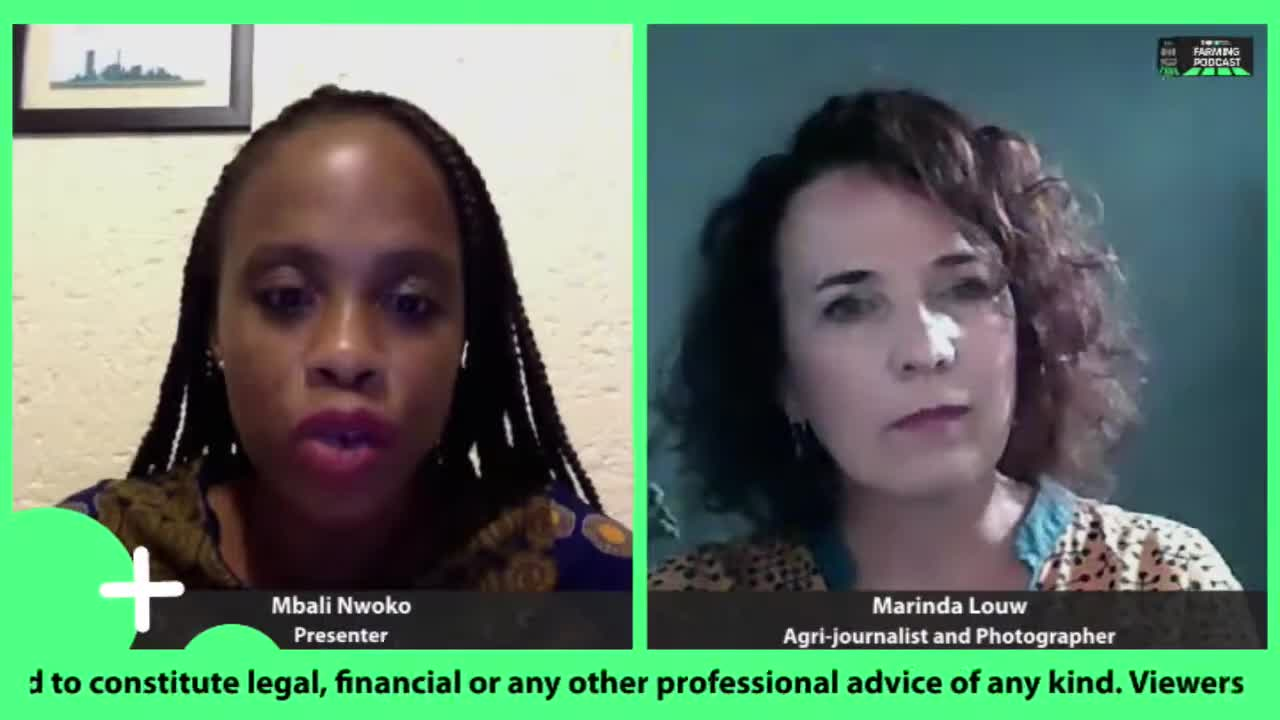 FARMING
PODCAST
Mbali Nwoko
Presenter
Marinda Louw
Agri-journalist and Photographer
d to constitute legal, financial or any other professional advice of any kind. Viewers